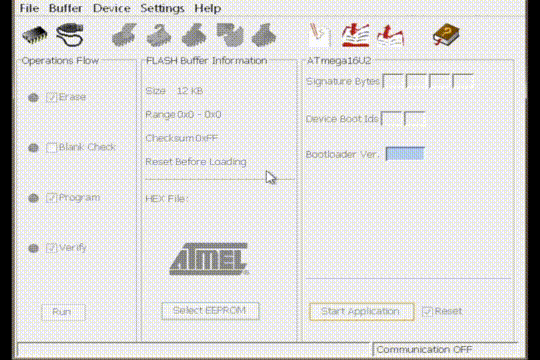 File Buffer Device Settings Help
Operations Flow
Erase
Blank Check
Program
Verify
Run
FLASH Buffer Information
Size 12 KB
Range 0x0 - 0x0
Checksum 0xFF
Reset Before Loading
HEX File:
ATMEL
Select EEPROM
ATmega16U2
Signature Bytes
Device Boot Ids
Bootloader Ver.
Start Application
Reset
Communication OFF